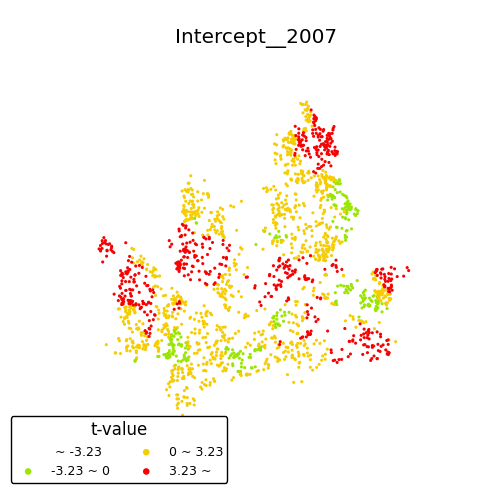 Intercept__2007
t-value
~ -3.23
0 ~ 3.23
-3.23 ~ 0
3.23 ~